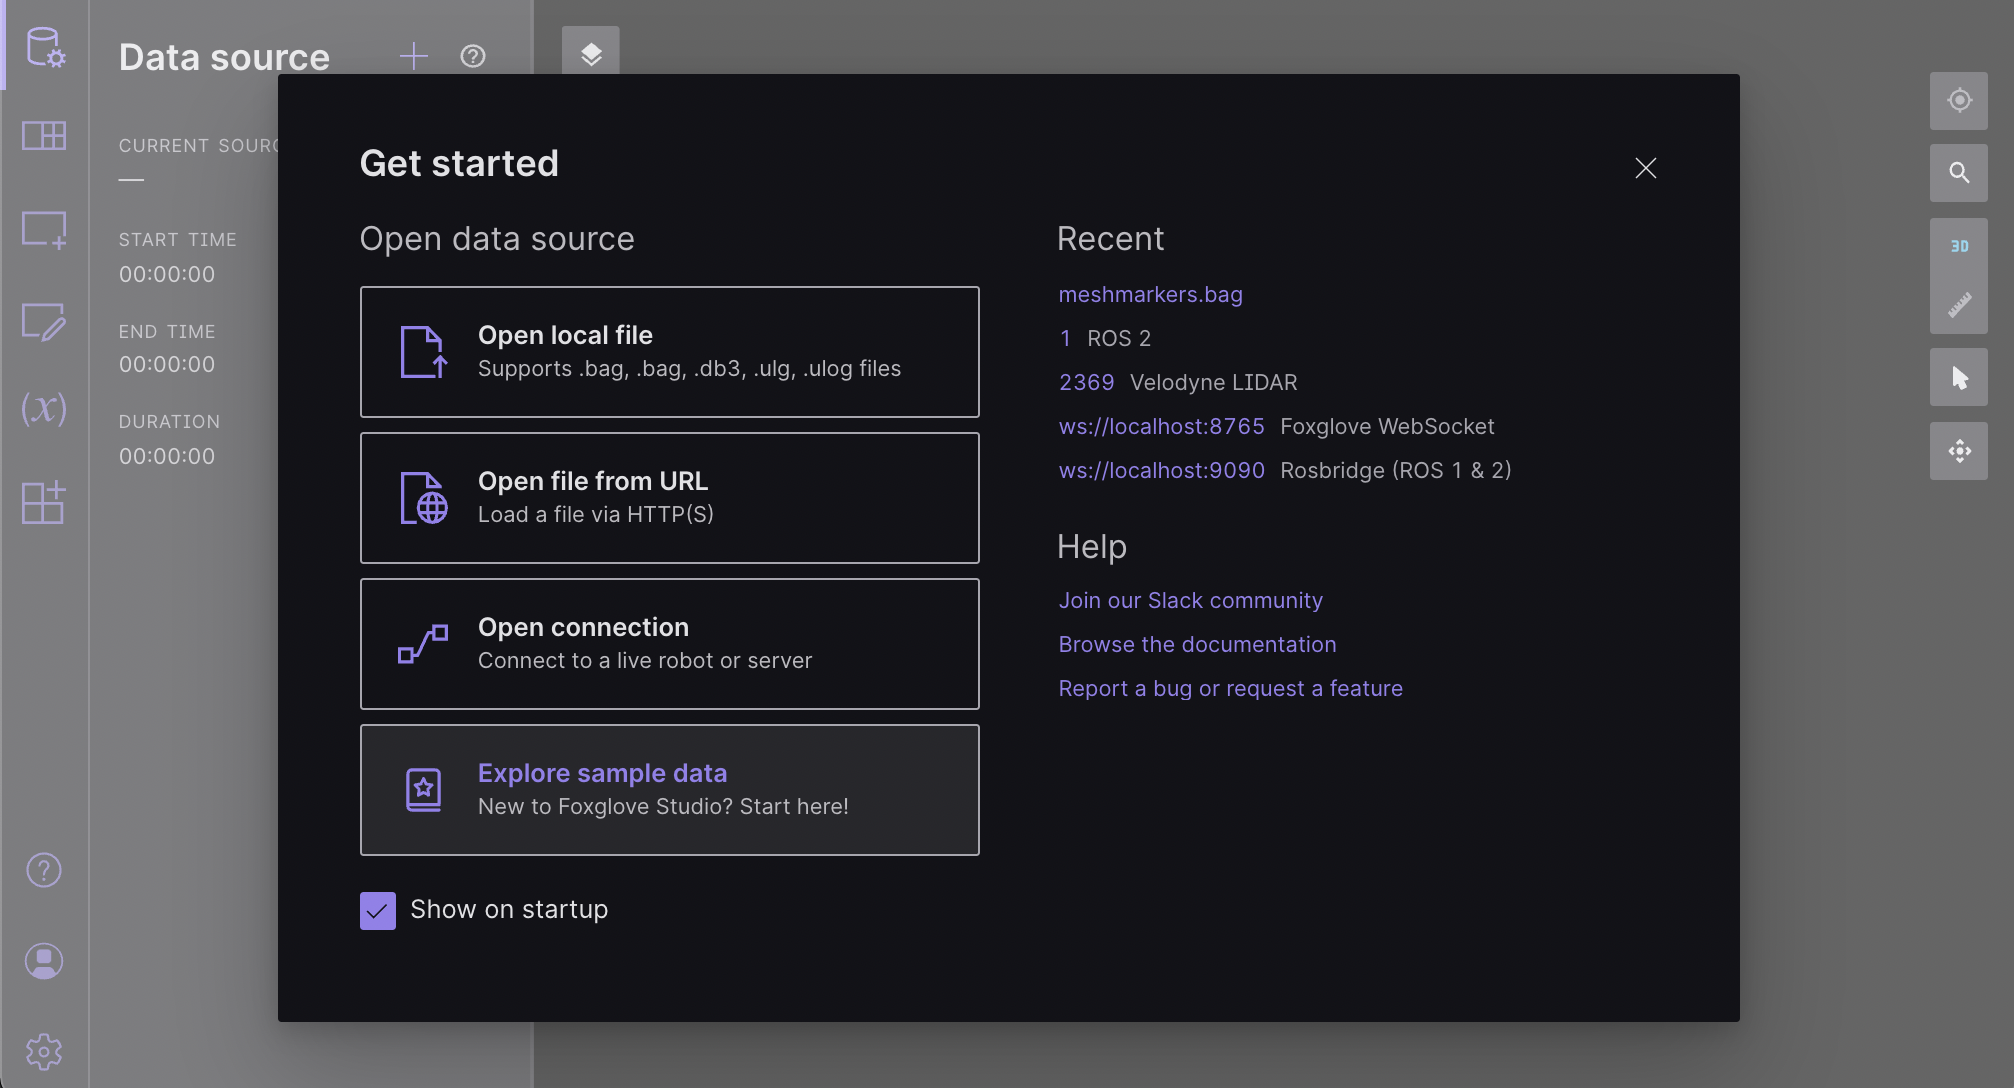 Data source
CURRENT SOURC
—
START TIME
00:00:00
END TIME
00:00:00
DURATION
00:00:00
(x)
Get started
Open data source
Open local file
Supports .bag, .bag, .db3, .ulg, .ulog files
Open file from URL
Load a file via HTTP(S)
Open connection
Connect to a live robot or server
Explore sample data
New to Foxglove Studio? Start here!
Show on startup
Recent
meshmarkers.bag
1 ROS 2
2369 Velodyne LIDAR
ws://localhost:8765 Foxglove WebSocket
ws://localhost:9090 Rosbridge (ROS 1 & 2)
Help
Join our Slack community
Browse the documentation
Report a bug or request a feature
3D